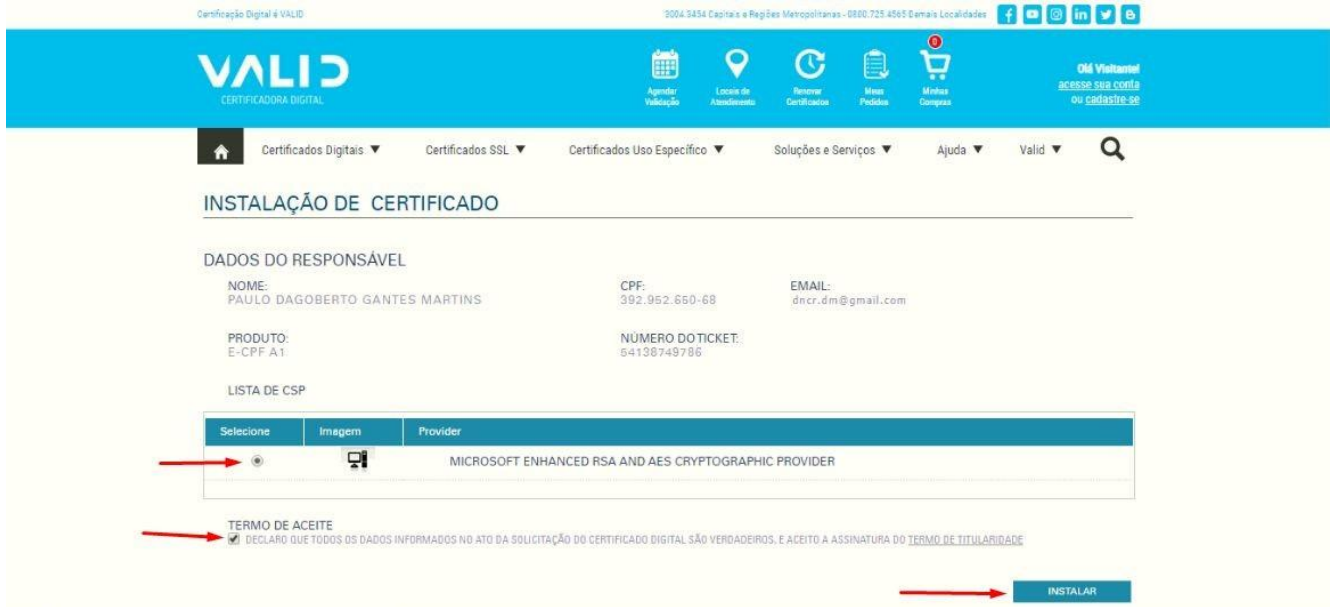 Certificação Digital é VALID
3004.3454 Capitais e Regiões Metropolitanas - 0800.725.4565 Demais Localidades
VALID
CERTIFICADORA DIGITAL
Agendar Validação
Locais de Atendimento
Renovar Certificados
Meus Pedidos
0
Minhas Compras
Olá Visitante!
acesse sua conta
ou cadastre-se
Certificados Digitais ▼ Certificados SSL ▼ Certificados Uso Específico ▼ Soluções e Serviços ▼ Ajuda ▼ Valid ▼
INSTALAÇÃO DE CERTIFICADO
DADOS DO RESPONSÁVEL
NOME: CPF: EMAIL:
PAULO DAGOBERTO GANTES MARTINS 392.952.650-68 dncr.dm@gmail.com
PRODUTO: NÚMERO DO TICKET:
E-CPF A1 54138749786
LISTA DE CSP
Selecione Imagem Provider
MICROSOFT ENHANCED RSA AND AES CRYPTOGRAPHIC PROVIDER
TERMO DE ACEITE
DECLARO QUE TODOS OS DADOS INFORMADOS NO ATO DA SOLICITAÇÃO DO CERTIFICADO DIGITAL SÃO VERDADEIROS, E ACEITO A ASSINATURA DO TERMO DE TITULARIDADE
INSTALAR